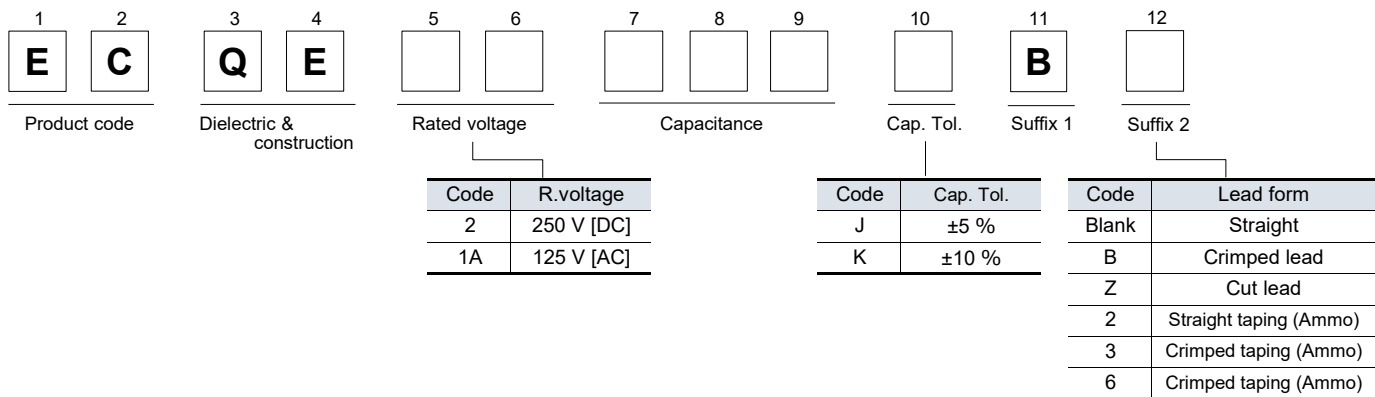 1 2 3 4 5 6 7 8 9 10 11 12
E C Q E B
Product code
Dielectric &
construction
Rated voltage
Capacitance
Cap. Tol.
Suffix 1
Suffix 2
Code R.voltage
2 250 V [DC]
1A 125 V [AC]
Code Cap. Tol.
J ±5 %
K ±10 %
Code Lead form
Blank Straight
B Crimped lead
Z Cut lead
2 Straight taping (Ammo)
3 Crimped taping (Ammo)
6 Crimped taping (Ammo)